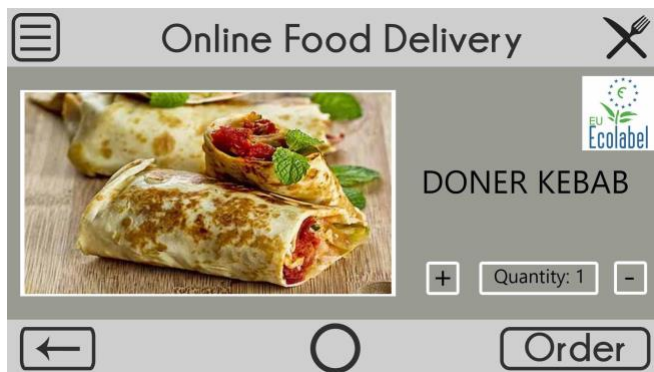 Online Food Delivery
EU
Ecolabel
DONER KEBAB
+
Quantity: 1
-
Order